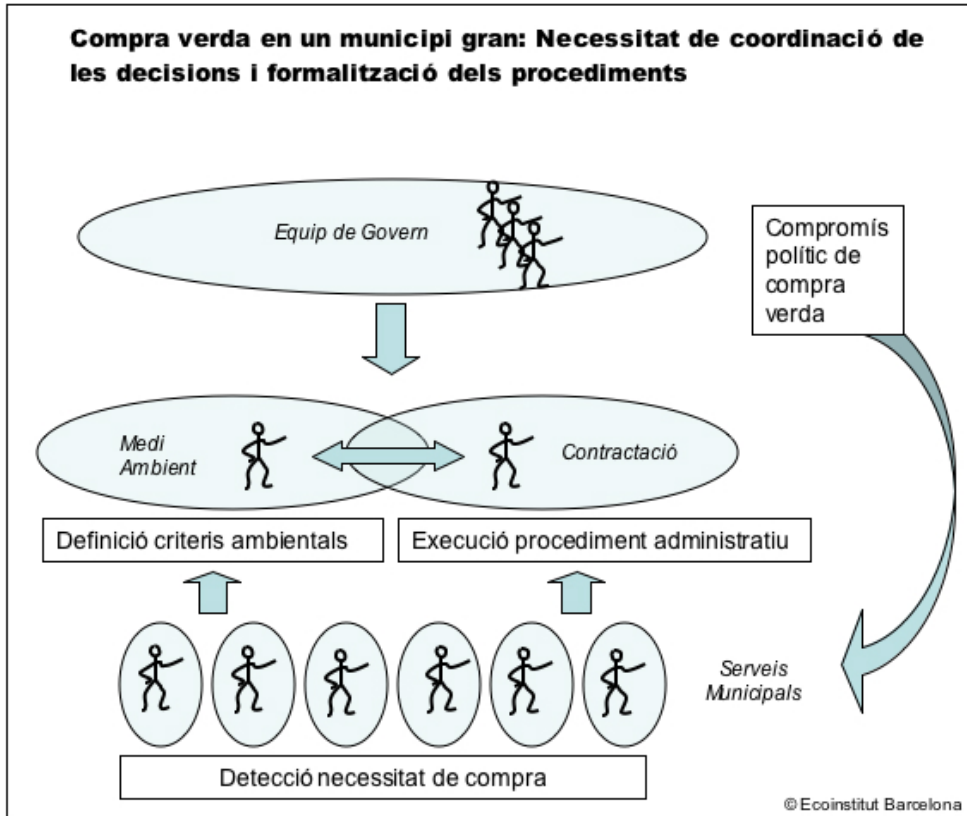 Compra verda en un municipi gran: Necessitat de coordinació de
les decisions i formalització dels procediments
Equip de Govern
Compromís
polític de
compra
verda
Medi
Ambient
Contractació
Definició criteris ambientals
Execució procediment administratiu
Serveis
Municipals
Detecció necessitat de compra
© Ecoinstitut Barcelona